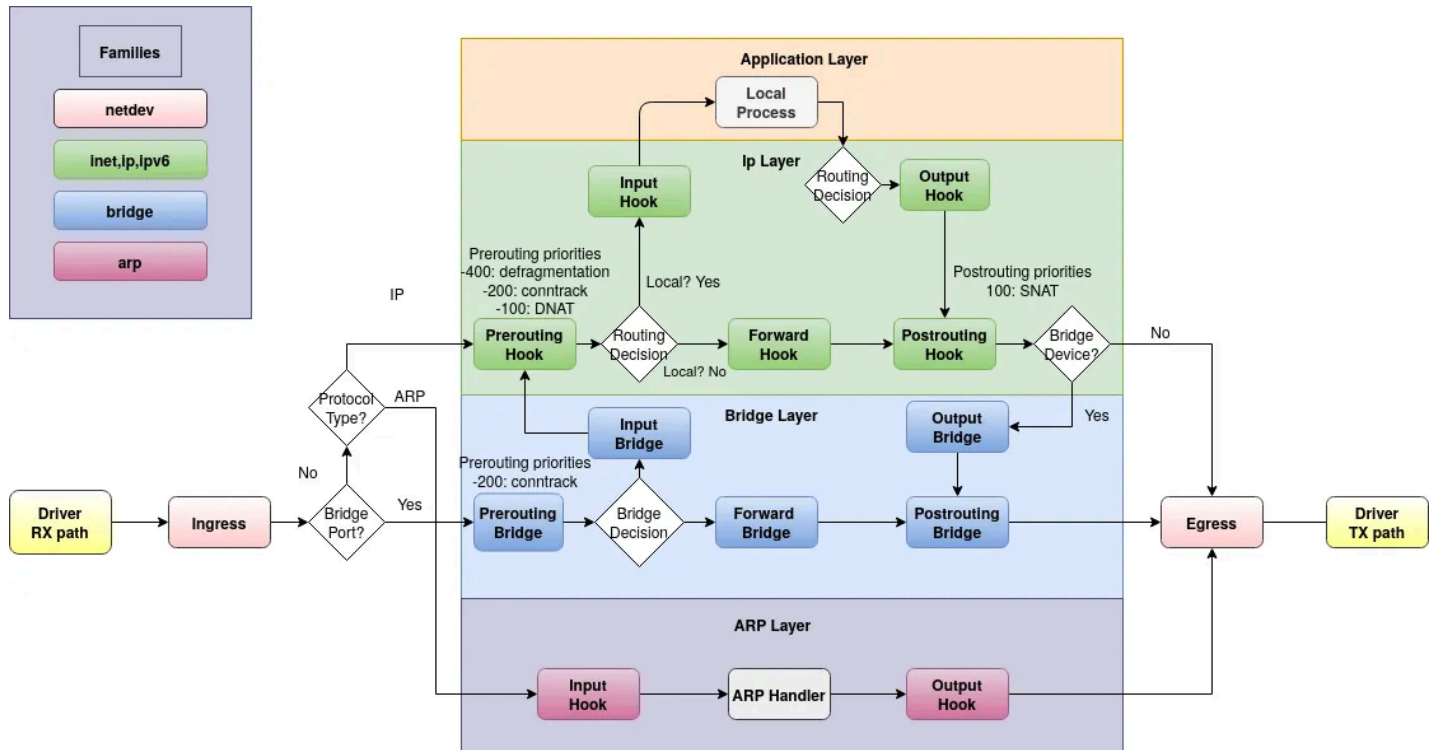 Families
netdev
inet,ip,ipv6
bridge
arp
Application Layer
Local
Process
Ip Layer
Routing
Decision
Output
Hook
Input
Hook
Prerouting priorities
-400: defragmentation
-200: conntrack
-100: DNAT
Local? Yes
Postrouting priorities
100: SNAT
IP
Prerouting
Hook
Routing
Decision
Local? No
Forward
Hook
Postrouting
Hook
Bridge
Device?
No
Yes
Protocol
Type?
ARP
Bridge Layer
Input
Bridge
Output
Bridge
Prerouting priorities
-200: conntrack
No
Driver
RX path
Ingress
Bridge
Port?
Yes
Prerouting
Bridge
Bridge
Decision
Forward
Bridge
Postrouting
Bridge
Egress
Driver
TX path
ARP Layer
Input
Hook
ARP Handler
Output
Hook